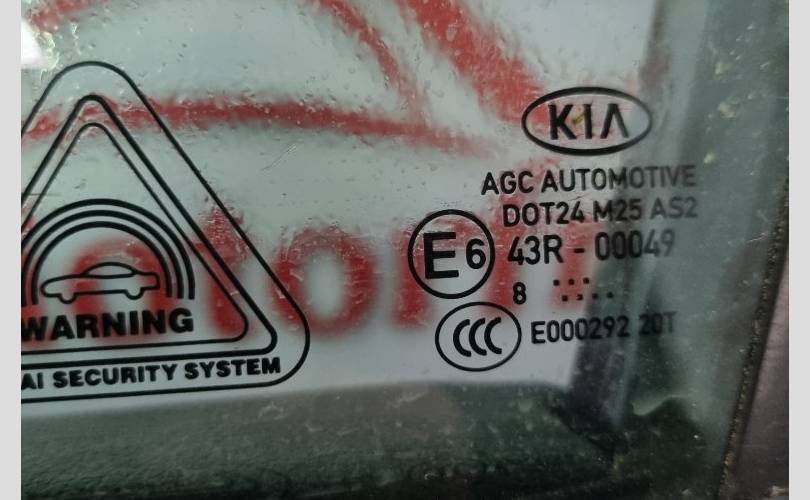 KIA
AGC AUTOMOTIVE
DOT24 M25 AS2
E6 43R - 00049
8
CCC E000292 20T
WARNING
AI SECURITY SYSTEM